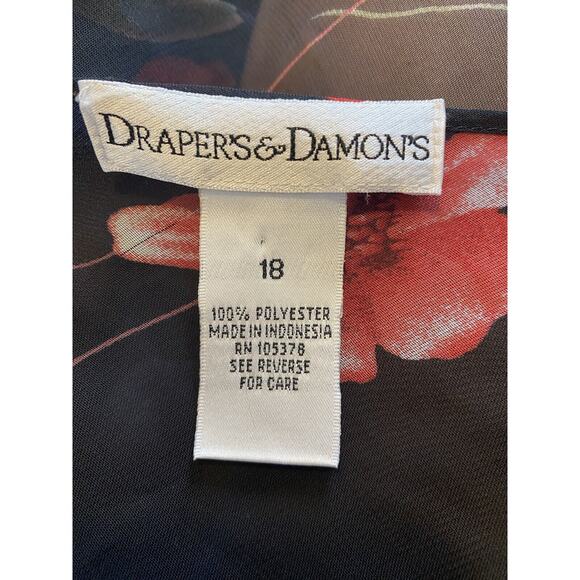 DRAPER'S & DAMON'S
18
100% POLYESTER
MADE IN INDONESIA
RN 105378
SEE REVERSE
FOR CARE